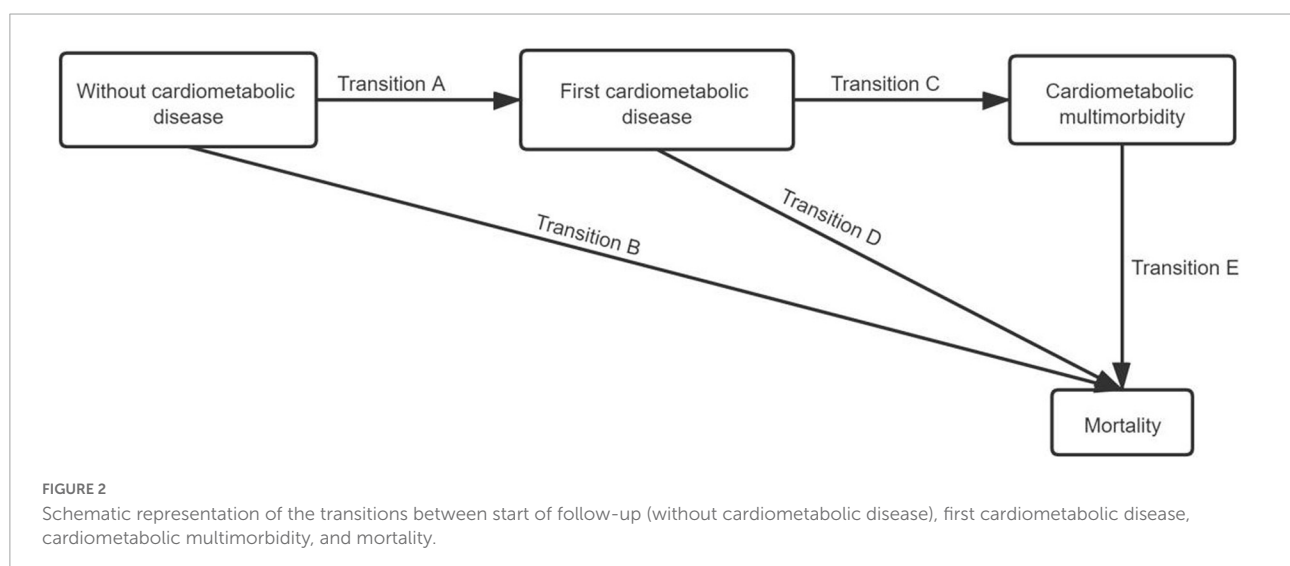 Without cardiometabolic
disease
Transition A
First cardiometabolic
disease
Transition C
Cardiometabolic
multimorbidity
Transition B
Transition D
Transition E
Mortality
FIGURE 2
Schematic representation of the transitions between start of follow-up (without cardiometabolic disease), first cardiometabolic disease,
cardiometabolic multimorbidity, and mortality.